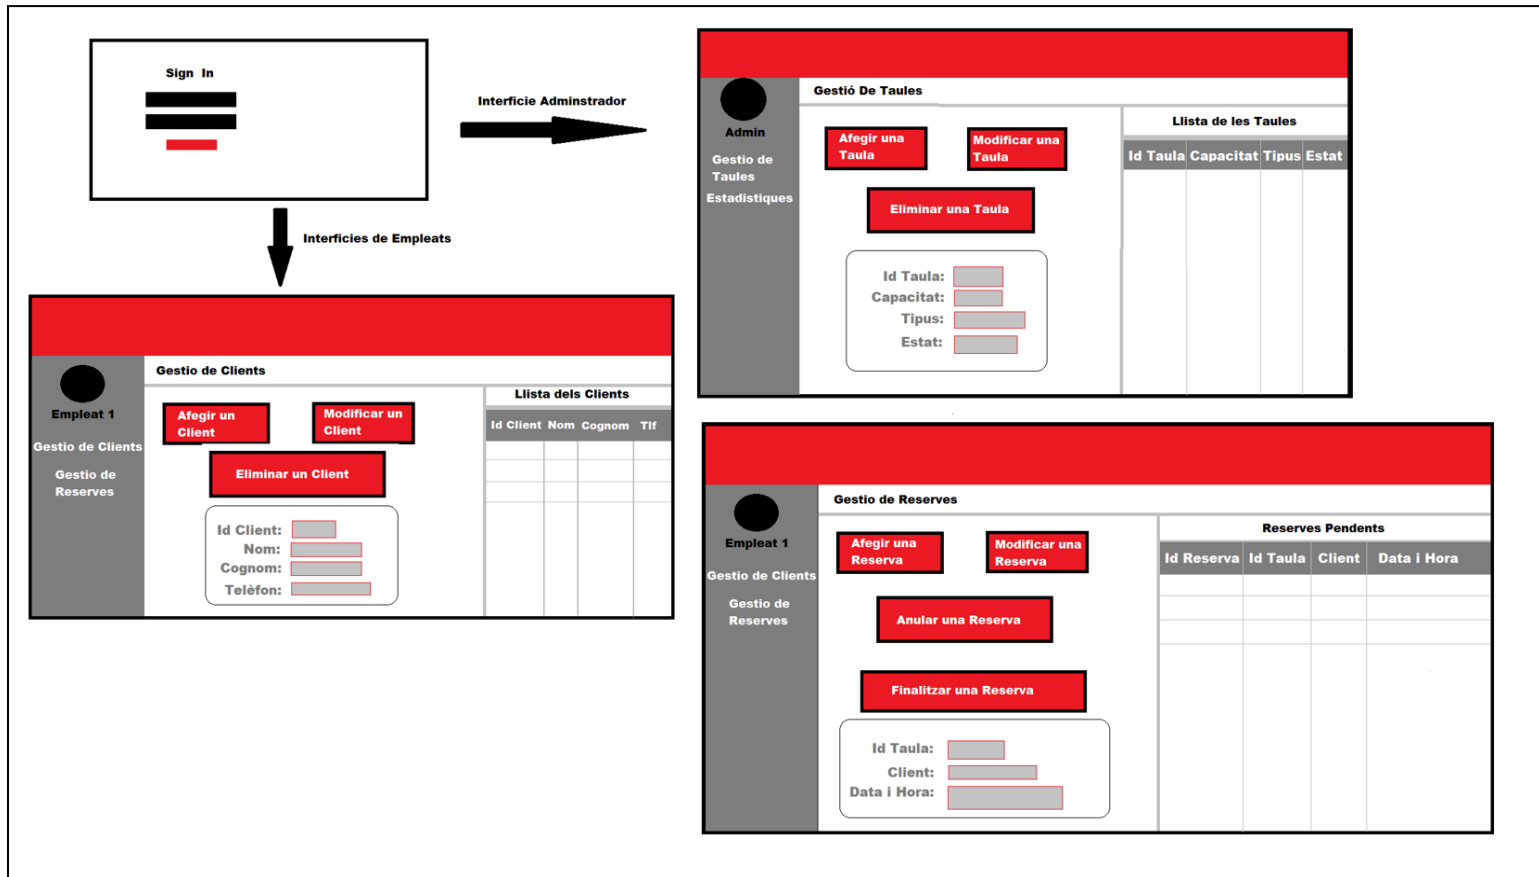 Sign In
Interficie Adminstrador
Interficies de Empleats
Admin
Gestio de
Taules
Estadistiques
Gestió De Taules
Afegir una
Taula
Modificar una
Taula
Eliminar una Taula
Id Taula:
Capacitat:
Tipus:
Estat:
Llista de les Taules
Id Taula Capacitat Tipus Estat
Empleat 1
Gestio de Clients
Gestio de
Reserves
Gestio de Clients
Afegir un
Client
Modificar un
Client
Eliminar un Client
Id Client:
Nom:
Cognom:
Telèfon:
Llista dels Clients
Id Client Nom Cognom Tlf
Empleat 1
Gestio de Clients
Gestio de
Reserves
Gestio de Reserves
Afegir una
Reserva
Modificar una
Reserva
Anular una Reserva
Finalitzar una Reserva
Id Taula:
Client:
Data i Hora:
Reserves Pendents
Id Reserva Id Taula Client Data i Hora